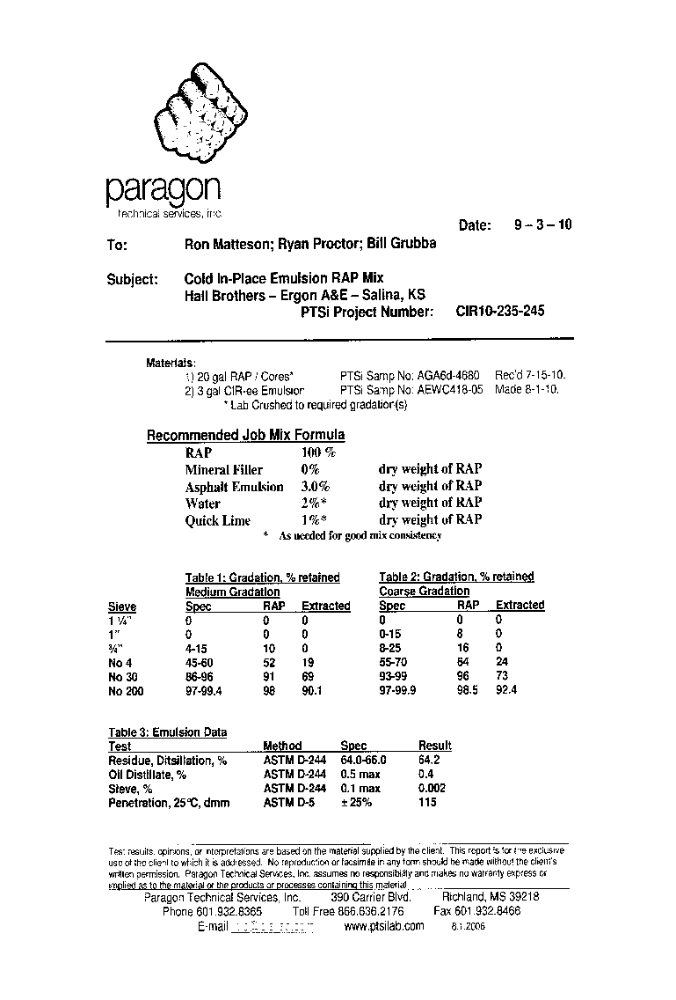 paragon
technical services, inc.
Date: 9 – 3 – 10
To: Ron Matteson; Ryan Proctor; Bill Grubba
Subject: Cold In-Place Emulsion RAP Mix
Hall Brothers – Ergon A&E – Salina, KS
PTSi Project Number: CIR10-235-245
Materials:
1) 20 gal RAP / Cores* PTSi Samp No: AGA6d-4680 Rec'd 7-15-10.
2) 3 gal CIR-ee Emulsion PTSi Samp No: AEWC418-05 Made 8-1-10.
* Lab Crushed to required gradation(s)
Recommended Job Mix Formula
RAP 100 %
Mineral Filler 0% dry weight of RAP
Asphalt Emulsion 3.0% dry weight of RAP
Water 2%* dry weight of RAP
Quick Lime 1%* dry weight of RAP
* As needed for good mix consistency
Table 1: Gradation, % retained Table 2: Gradation, % retained
Medium Gradation Coarse Gradation
Sieve Spec RAP Extracted Spec RAP Extracted
1 ¼" 0 0 0 0 0 0
1" 0 0 0 0-15 8 0
¾" 4-15 10 0 8-25 16 0
No 4 45-60 52 19 55-70 64 24
No 30 86-96 91 69 93-99 96 73
No 200 97-99.4 98 90.1 97-99.9 98.5 92.4
Table 3: Emulsion Data
Test Method Spec Result
Residue, Ditsillation, % ASTM D-244 64.0-66.0 64.2
Oil Distillate, % ASTM D-244 0.5 max 0.4
Sieve, % ASTM D-244 0.1 max 0.002
Penetration, 25°C, dmm ASTM D-5 ± 25% 115
Test results, opinions, or interpretations are based on the material supplied by the client. This report is for the exclusive
use of the client to which it is addressed. No reproduction or facsimile in any form should be made without the client's
written permission. Paragon Technical Services, Inc. assumes no responsibility and makes no warranty express or
implied as to the material or the products or processes containing this material.
Paragon Technical Services, Inc. 390 Carrier Blvd. Richland, MS 39218
Phone 601.932.8365 Toll Free 866.636.2176 Fax 601.932.8466
E-mail www.ptsilab.com 8.1.2006